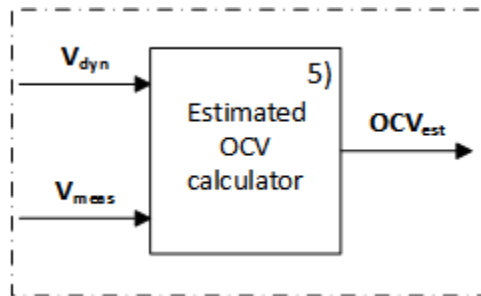 V_dyn
5)
Estimated
OCV
calculator
OCV_est
V_meas